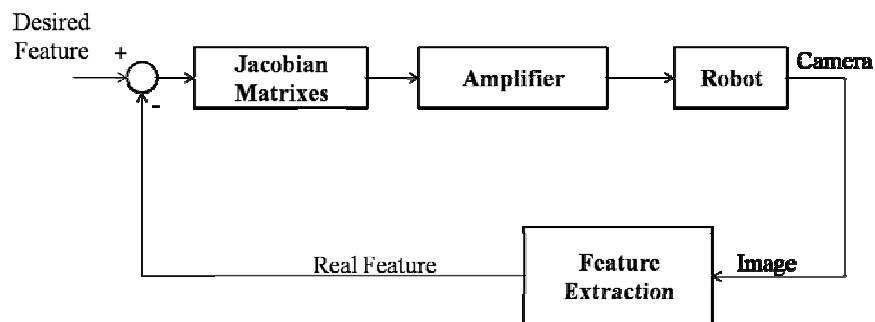 Desired
Feature
+
-
Jacobian
Matrixes
Amplifier
Robot
Camera
Real Feature
Feature
Extraction
Image